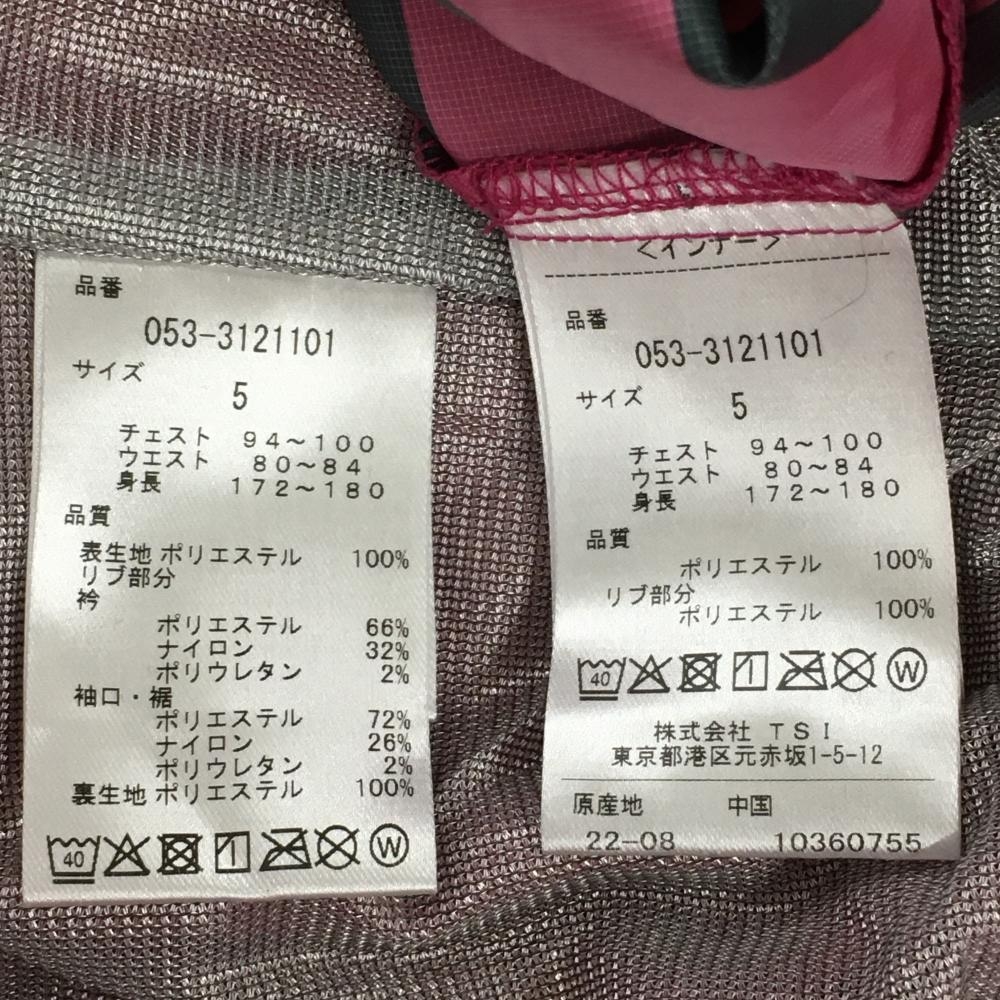 品番
053-3121101
サイズ
5
チェスト 94～100
ウエスト 80～84
身長 172～180
品質
表生地 ポリエステル 100%
リブ部分
衿
ポリエステル 66%
ナイロン 32%
ポリウレタン 2%
袖口・裾
ポリエステル 72%
ナイロン 26%
ポリウレタン 2%
裏生地 ポリエステル 100%
40 W
<インナー>
品番
053-3121101
サイズ
5
チェスト 94～100
ウエスト 80～84
身長 172～180
品質
ポリエステル 100%
リブ部分
ポリエステル 100%
40 W
株式会社 TSI
東京都港区元赤坂1-5-12
原産地 中国
22-08 10360755